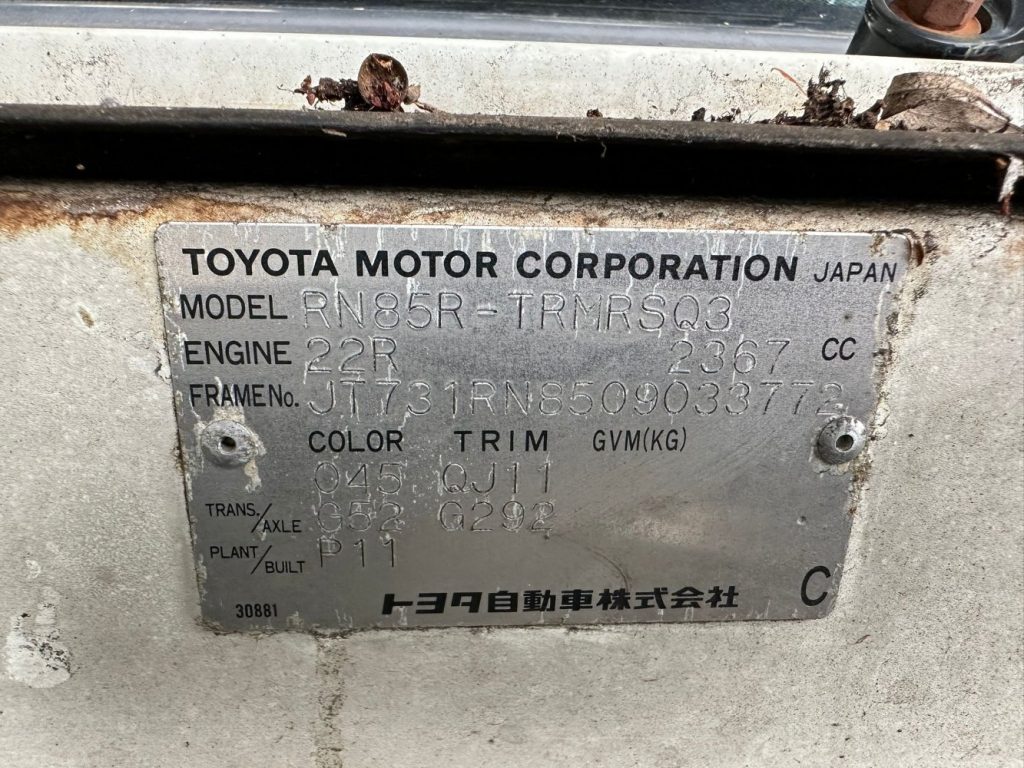 TOYOTA MOTOR CORPORATION JAPAN
MODEL RN85R-TRMRSQ3
ENGINE 22R 2367 CC
FRAME No. JT731RN8509033772
COLOR TRIM GVM(KG)
045 QJ11
TRANS./AXLE G52 G292
PLANT/BUILT P11
30881 トヨタ自動車株式会社 C